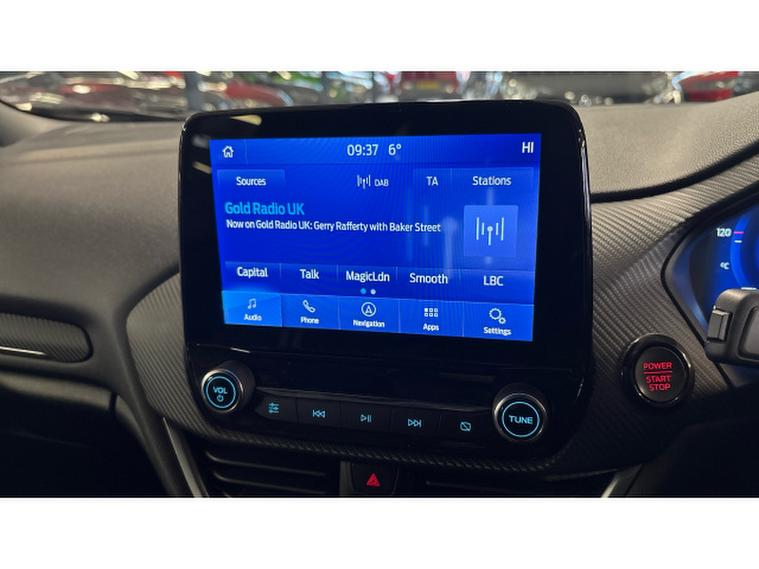 09:37 6° HI
Sources DAB TA Stations
Gold Radio UK
Now on Gold Radio UK: Gerry Rafferty with Baker Street
Capital Talk MagicLdn Smooth LBC
Audio Phone Navigation Apps Settings
VOL
TUNE
POWER
START
STOP
120
°C